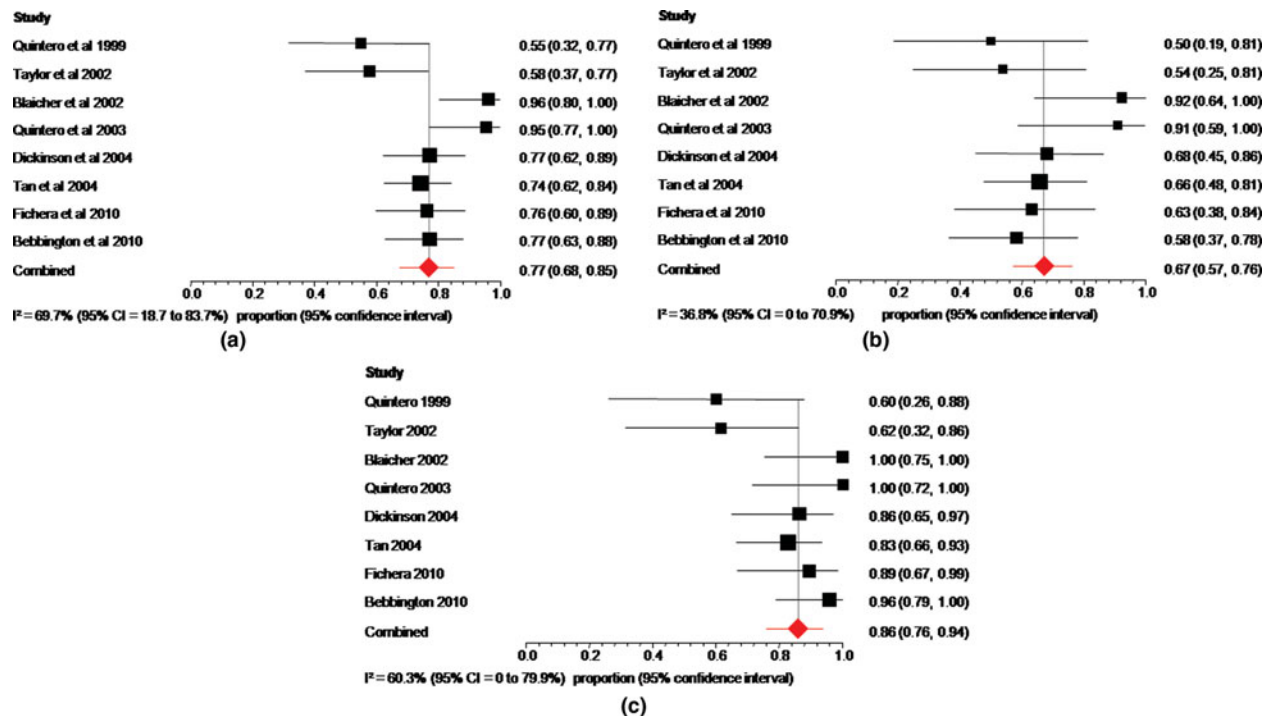 Study
Quintero et al 1999 0.55 (0.32, 0.77)
Taylor et al 2002 0.58 (0.37, 0.77)
Blaicher et al 2002 0.96 (0.80, 1.00)
Quintero et al 2003 0.95 (0.77, 1.00)
Dickinson et al 2004 0.77 (0.62, 0.89)
Tan et al 2004 0.74 (0.62, 0.84)
Fichera et al 2010 0.76 (0.60, 0.89)
Bebbington et al 2010 0.77 (0.63, 0.88)
Combined 0.77 (0.68, 0.85)
0.0 0.2 0.4 0.6 0.8 1.0
I² = 69.7% (95% CI = 18.7 to 83.7%) proportion (95% confidence interval)
(a)
Study
Quintero et al 1999 0.50 (0.19, 0.81)
Taylor et al 2002 0.54 (0.25, 0.81)
Blaicher et al 2002 0.92 (0.64, 1.00)
Quintero et al 2003 0.91 (0.59, 1.00)
Dickinson et al 2004 0.68 (0.45, 0.86)
Tan et al 2004 0.66 (0.48, 0.81)
Fichera et al 2010 0.63 (0.38, 0.84)
Bebbington et al 2010 0.58 (0.37, 0.78)
Combined 0.67 (0.57, 0.76)
0.0 0.2 0.4 0.6 0.8 1.0
I² = 36.8% (95% CI = 0 to 70.9%) proportion (95% confidence interval)
(b)
Study
Quintero 1999 0.60 (0.26, 0.88)
Taylor 2002 0.62 (0.32, 0.86)
Blaicher 2002 1.00 (0.75, 1.00)
Quintero 2003 1.00 (0.72, 1.00)
Dickinson 2004 0.86 (0.65, 0.97)
Tan 2004 0.83 (0.66, 0.93)
Fichera 2010 0.89 (0.67, 0.99)
Bebbington 2010 0.96 (0.79, 1.00)
Combined 0.86 (0.76, 0.94)
0.0 0.2 0.4 0.6 0.8 1.0
I² = 60.3% (95% CI = 0 to 79.9%) proportion (95% confidence interval)
(c)